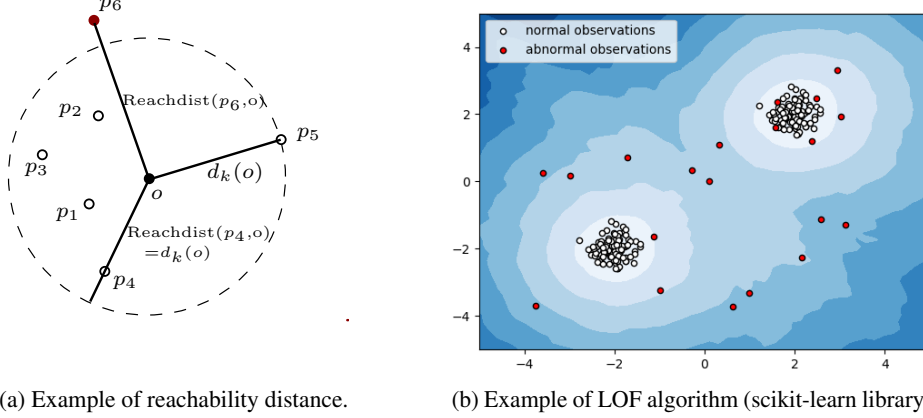 p6
p2
Reachdist(p6,o)
p5
p3
dk(o)
o
p1
Reachdist(p4,o)
=dk(o)
p4
(a) Example of reachability distance.
normal observations
abnormal observations
4
2
0
−2
−4
−4
−2
0
2
4
(b) Example of LOF algorithm (scikit-learn library